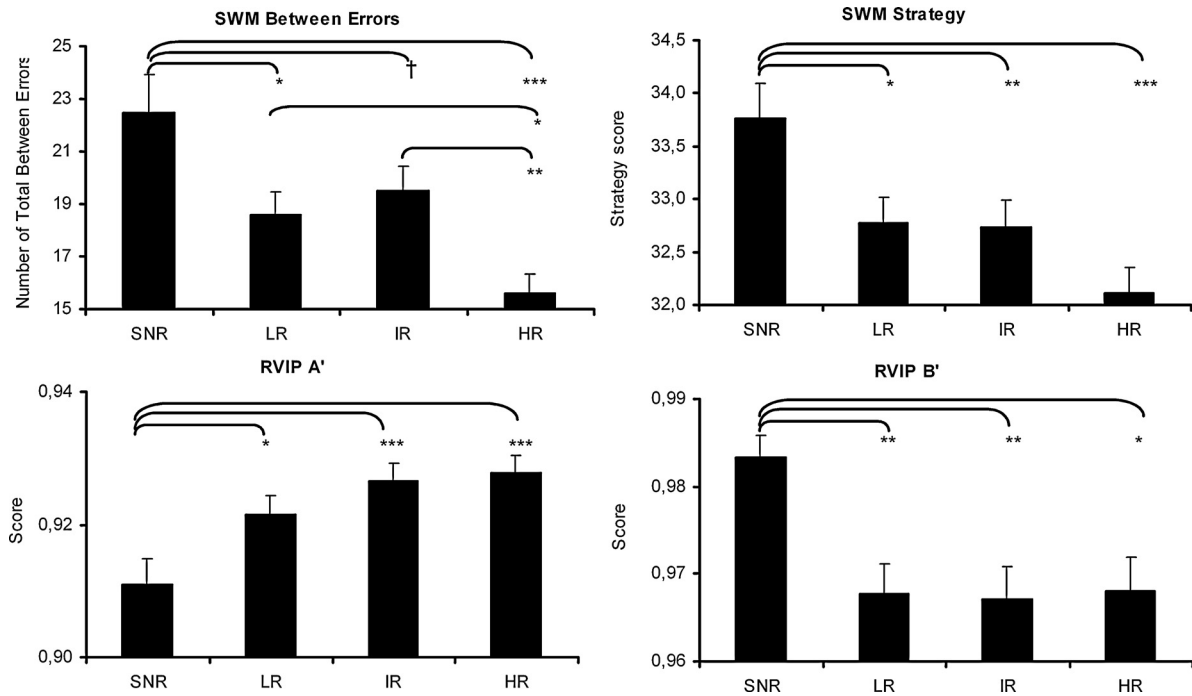 SWM Between Errors
Number of Total Between Errors
25
23
21
19
17
15
†
*
***
*
**
SNR LR IR HR
SWM Strategy
Strategy score
34,5
34,0
33,5
33,0
32,5
32,0
* ** ***
SNR LR IR HR
RVIP A'
Score
0,94
0,92
0,90
* *** ***
SNR LR IR HR
RVIP B'
Score
0,99
0,98
0,97
0,96
** ** *
SNR LR IR HR